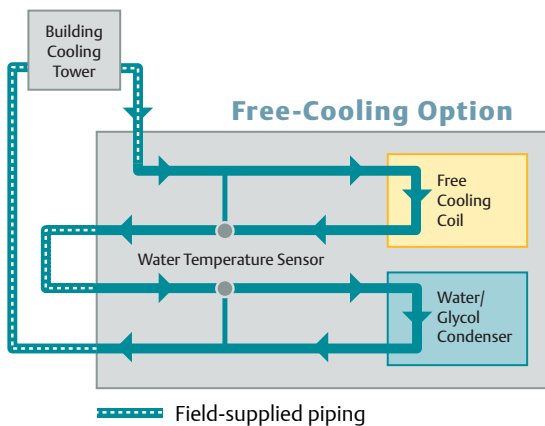 Building
Cooling
Tower
Free-Cooling Option
Free
Cooling
Coil
Water Temperature Sensor
Water/
Glycol
Condenser
Field-supplied piping